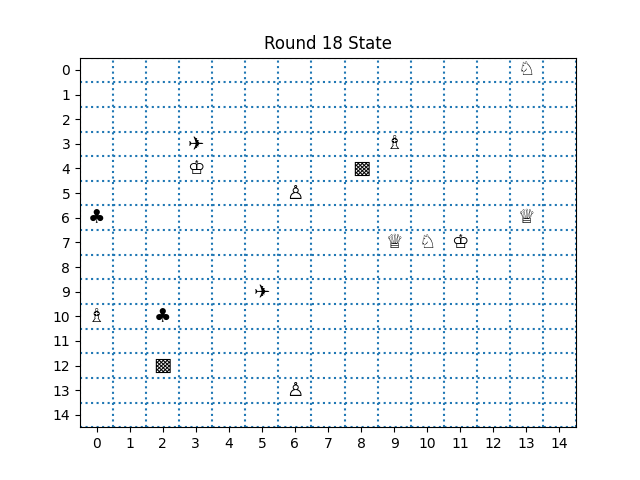 Round 18 State
0 ♘
1
2
3 ✈ ♗
4 ♔ ▩
5 ♙
6 ♣ ♕
7 ♕ ♘ ♔
8
9 ✈
10 ♗ ♣
11
12 ▩
13 ♙
14
0 1 2 3 4 5 6 7 8 9 10 11 12 13 14